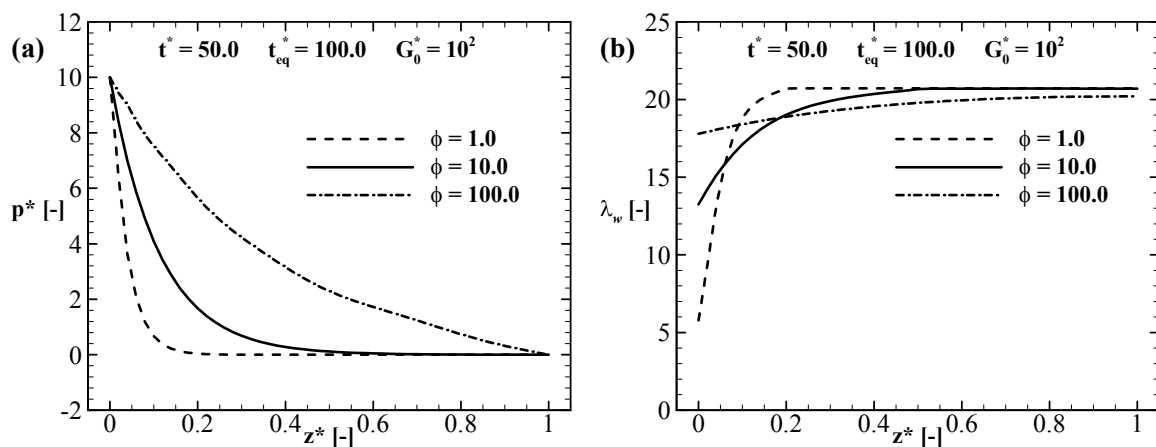 (a)
t* = 50.0 t*eq = 100.0 G*0 = 10²
ϕ = 1.0
ϕ = 10.0
ϕ = 100.0
p* [-]
10
8
6
4
2
0
-2
0 0.2 0.4 0.6 0.8 1
z* [-]
(b)
t* = 50.0 t*eq = 100.0 G*0 = 10²
ϕ = 1.0
ϕ = 10.0
ϕ = 100.0
λw [-]
25
20
15
10
5
0
0 0.2 0.4 0.6 0.8 1
z* [-]